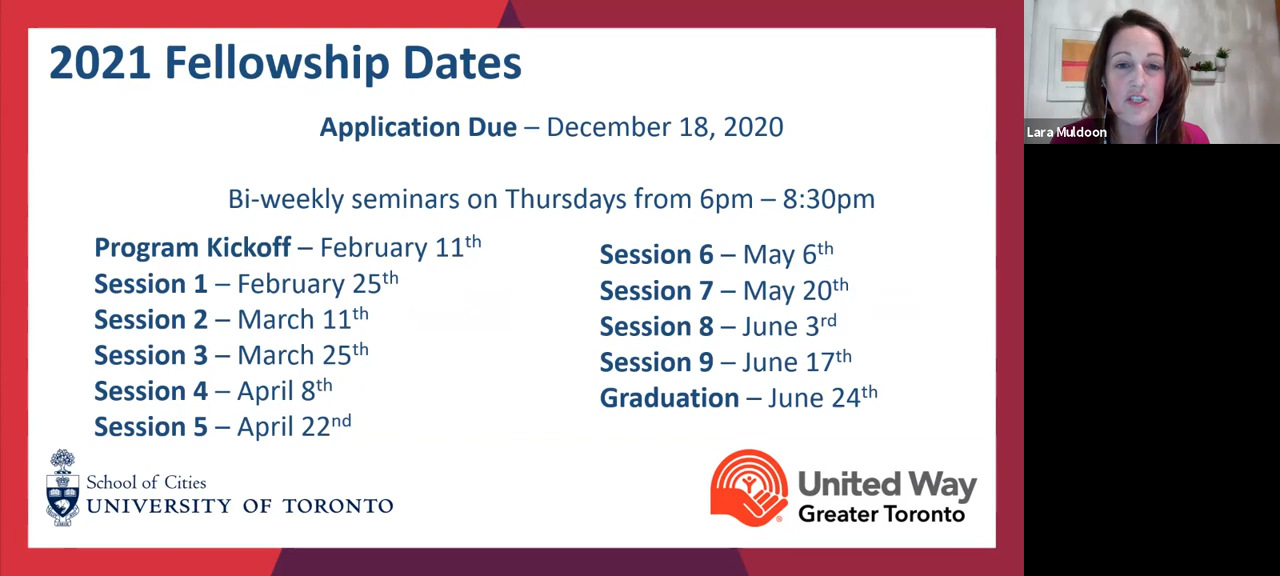 2021 Fellowship Dates
Application Due – December 18, 2020
Bi-weekly seminars on Thursdays from 6pm – 8:30pm
Program Kickoff – February 11th
Session 1 – February 25th
Session 2 – March 11th
Session 3 – March 25th
Session 4 – April 8th
Session 5 – April 22nd
Session 6 – May 6th
Session 7 – May 20th
Session 8 – June 3rd
Session 9 – June 17th
Graduation – June 24th
School of Cities
UNIVERSITY OF TORONTO
United Way
Greater Toronto
Lara Muldoon